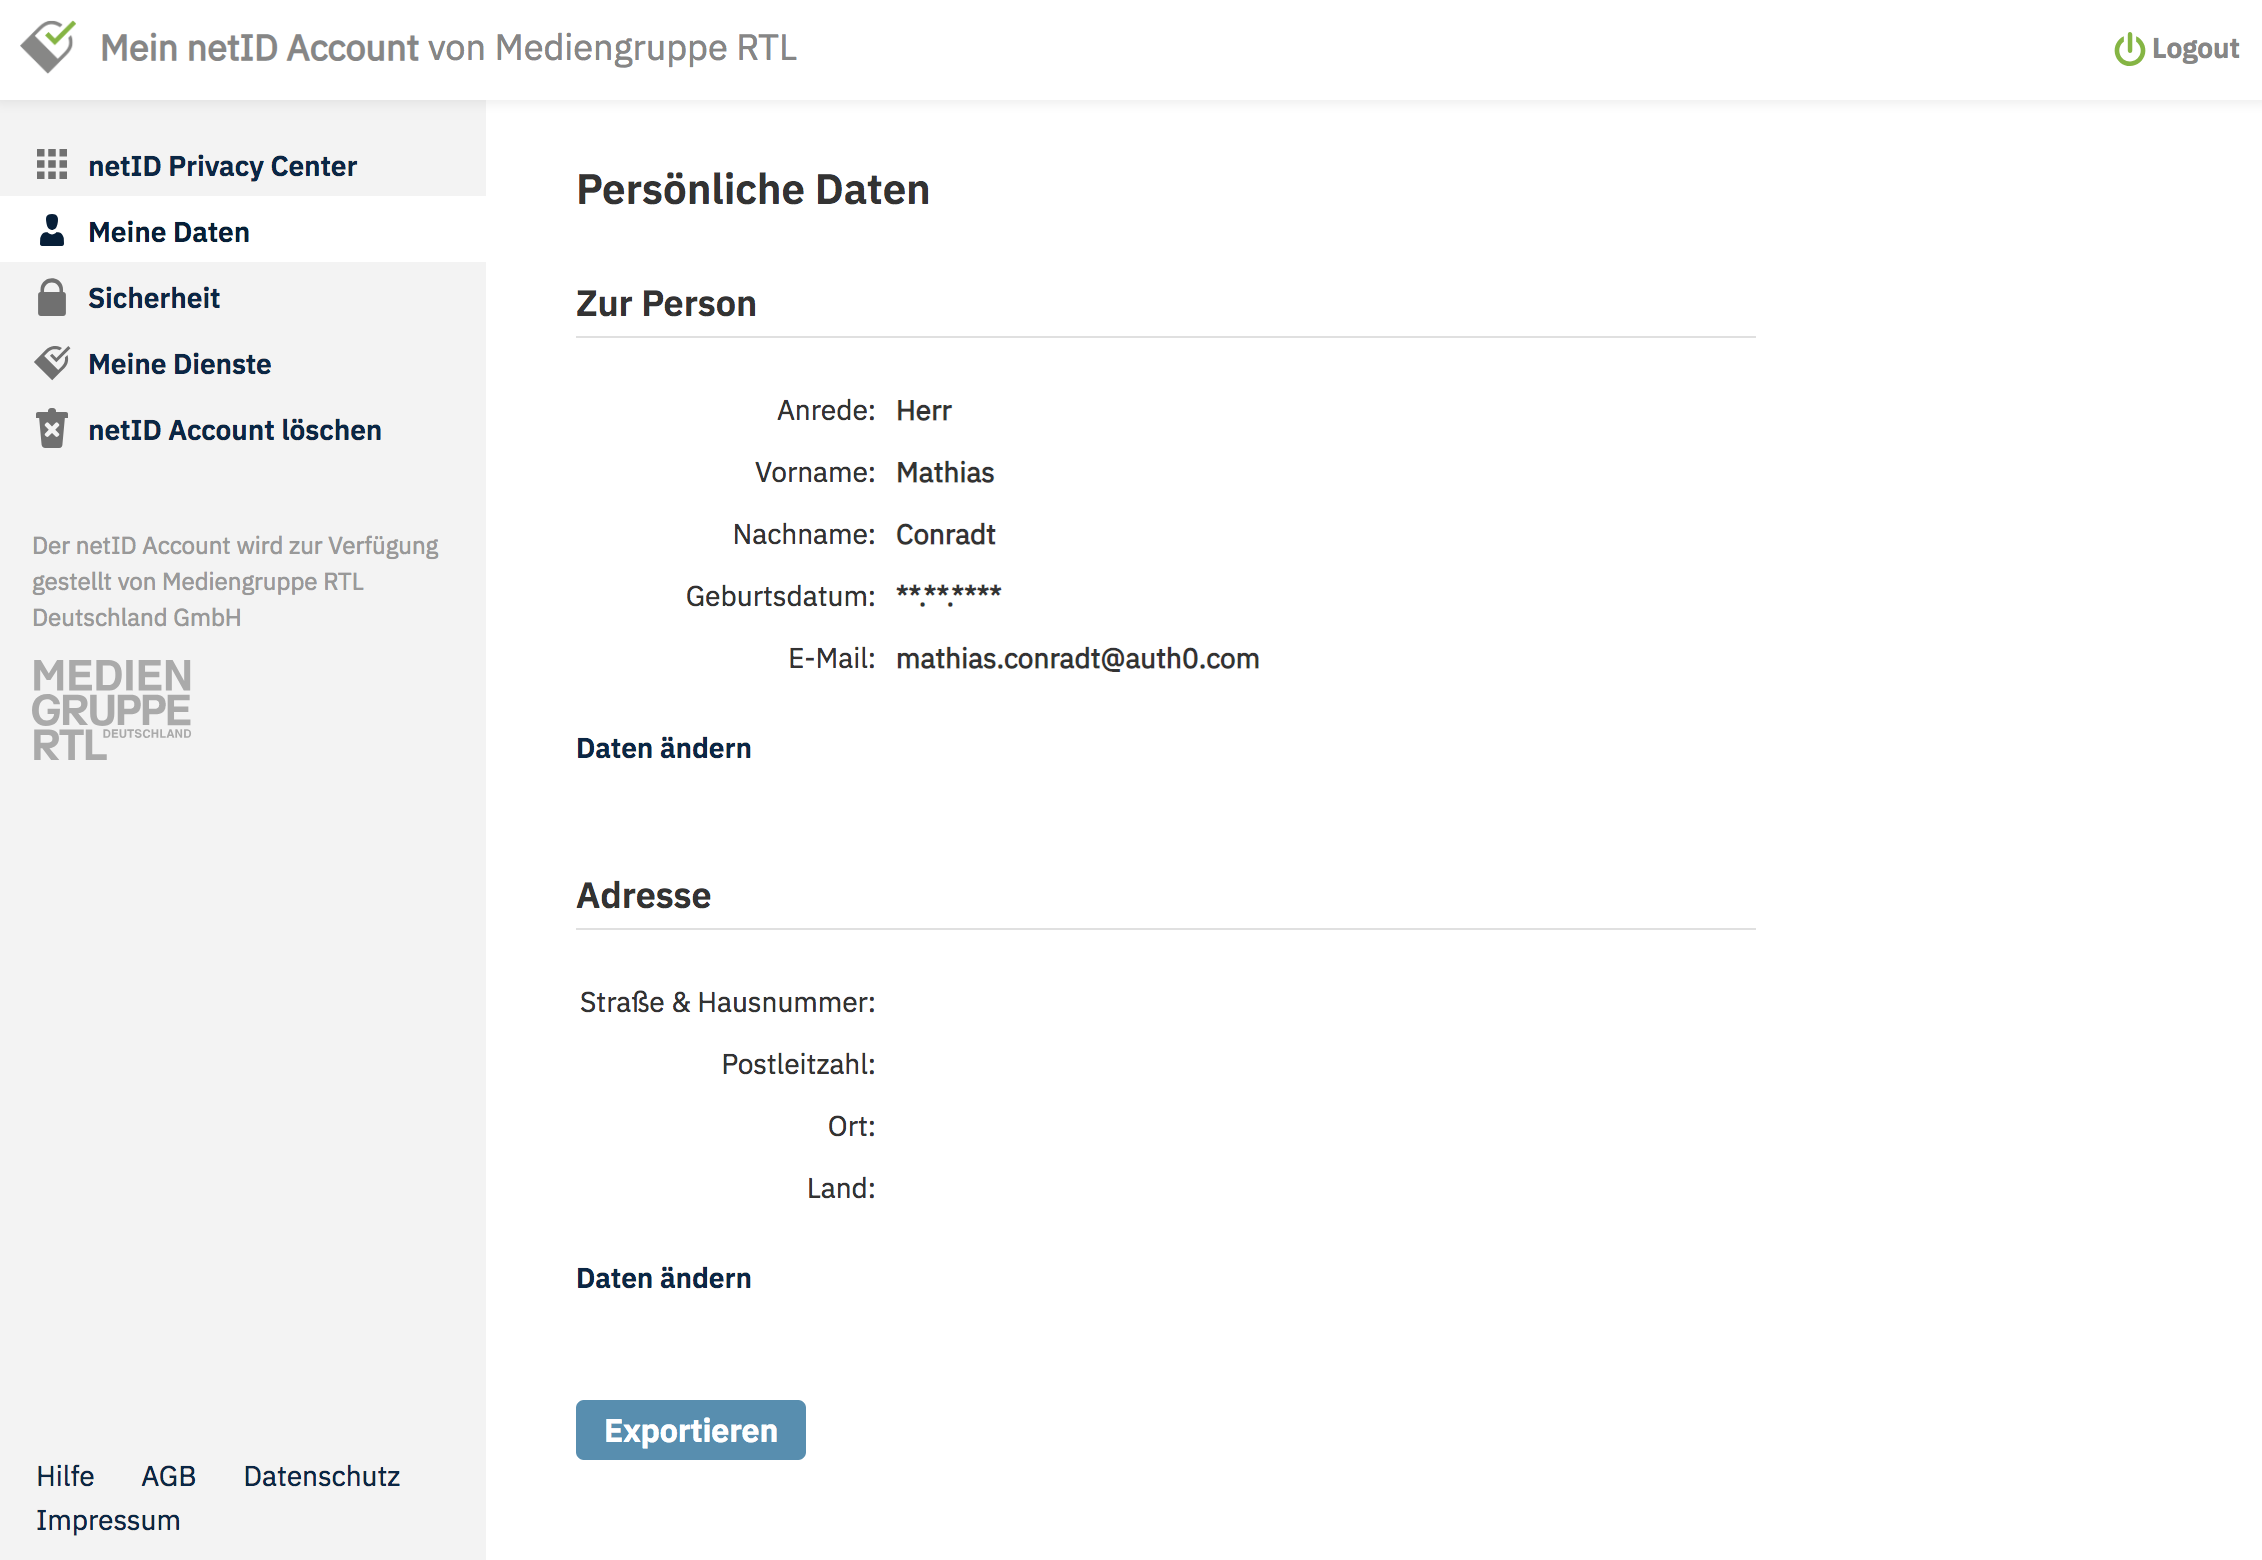 Mein netID Account von Mediengruppe RTL
Logout
netID Privacy Center
Meine Daten
Sicherheit
Meine Dienste
netID Account löschen
Der netID Account wird zur Verfügung
gestellt von Mediengruppe RTL
Deutschland GmbH
MEDIEN
GRUPPE
RTL DEUTSCHLAND
Hilfe AGB Datenschutz
Impressum
Persönliche Daten
Zur Person
Anrede: Herr
Vorname: Mathias
Nachname: Conradt
Geburtsdatum: **.**.****
E-Mail: mathias.conradt@auth0.com
Daten ändern
Adresse
Straße & Hausnummer:
Postleitzahl:
Ort:
Land:
Daten ändern
Exportieren